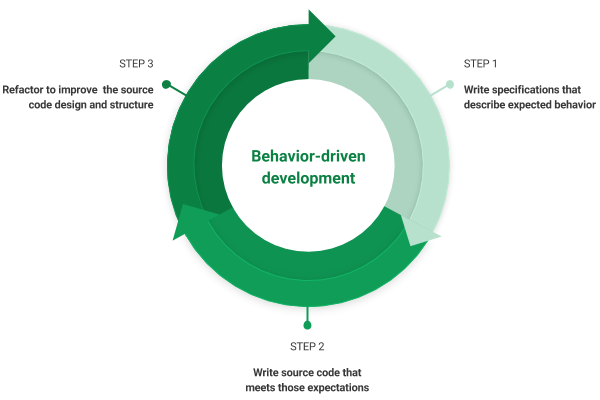 STEP 3
Refactor to improve the source
code design and structure
STEP 1
Write specifications that
describe expected behavior
Behavior-driven
development
STEP 2
Write source code that
meets those expectations